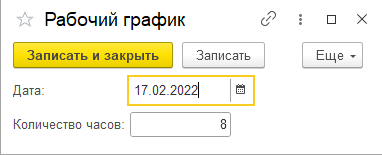 Рабочий график
Записать и закрыть Записать Еще
Дата: 17.02.2022
Количество часов: 8